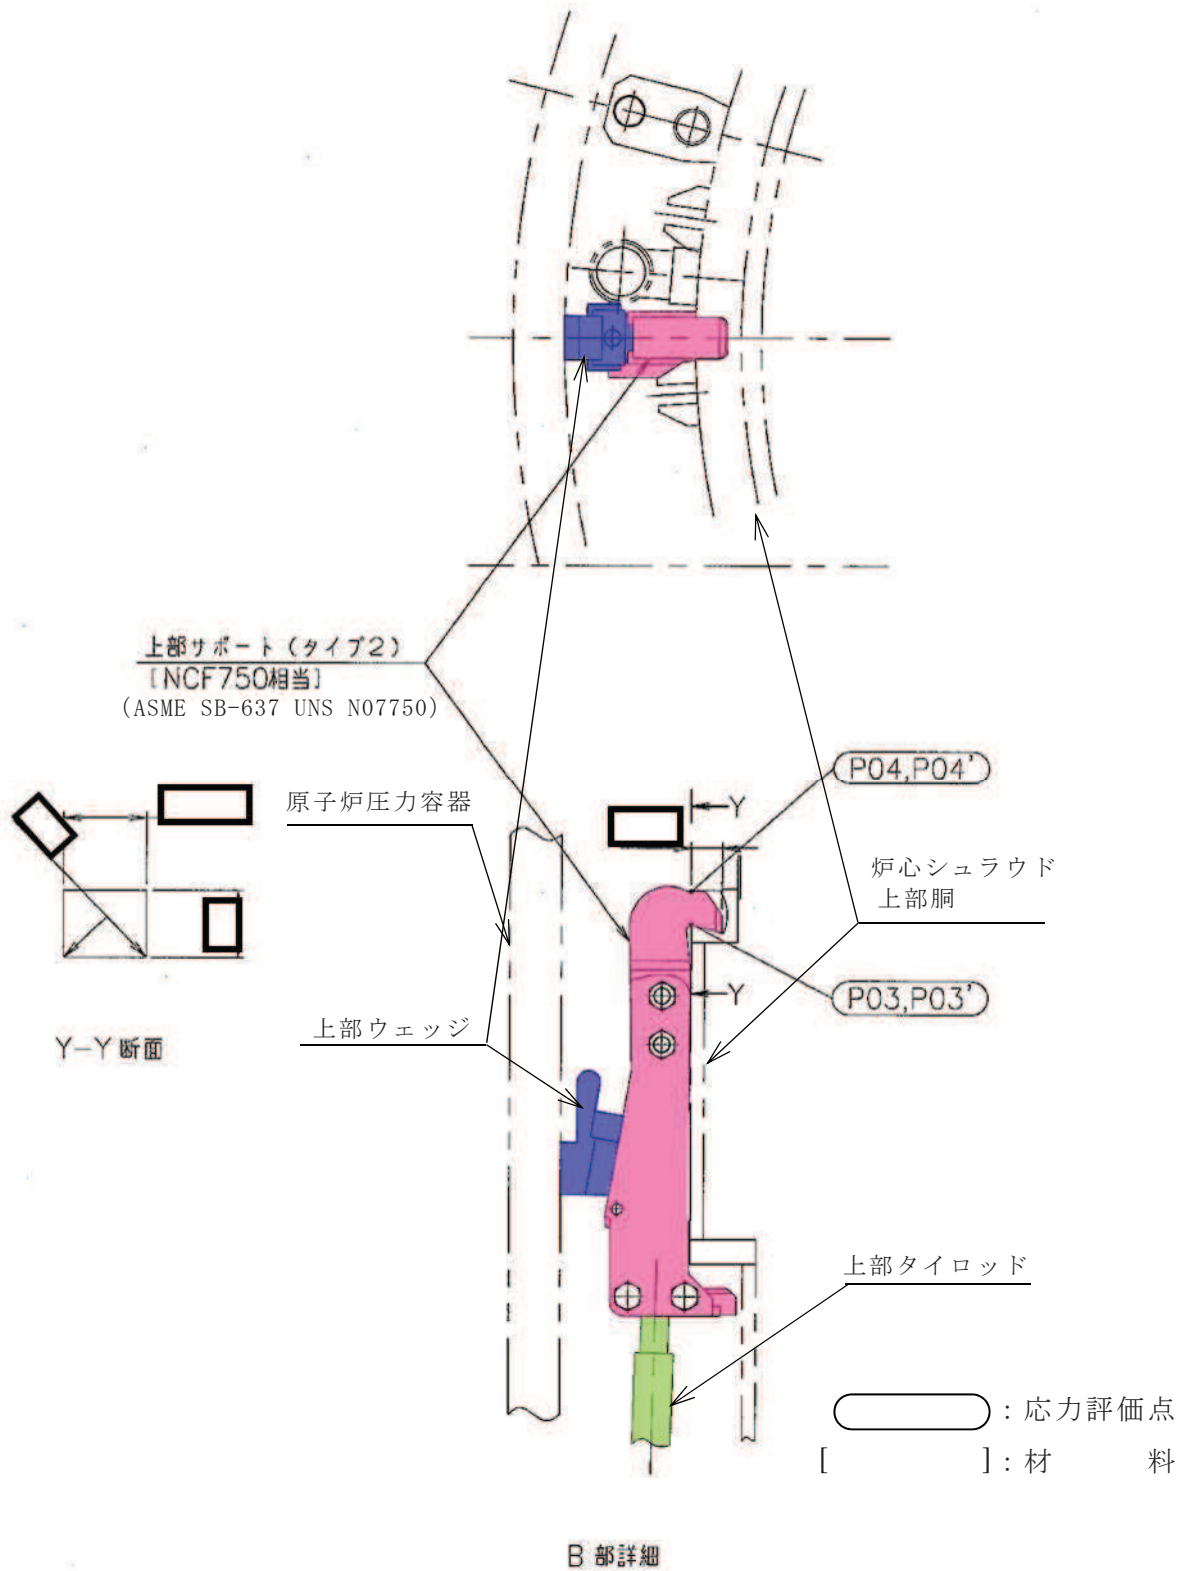 上部サポート（タイプ2）
[NCF750相当]
(ASME SB-637 UNS N07750)
P04,P04'
原子炉圧力容器
Y
炉心シュラウド
上部胴
Y
P03,P03'
上部ウェッジ
Y-Y 断面
上部タイロッド
：応力評価点
[ ]：材 料
B 部詳細